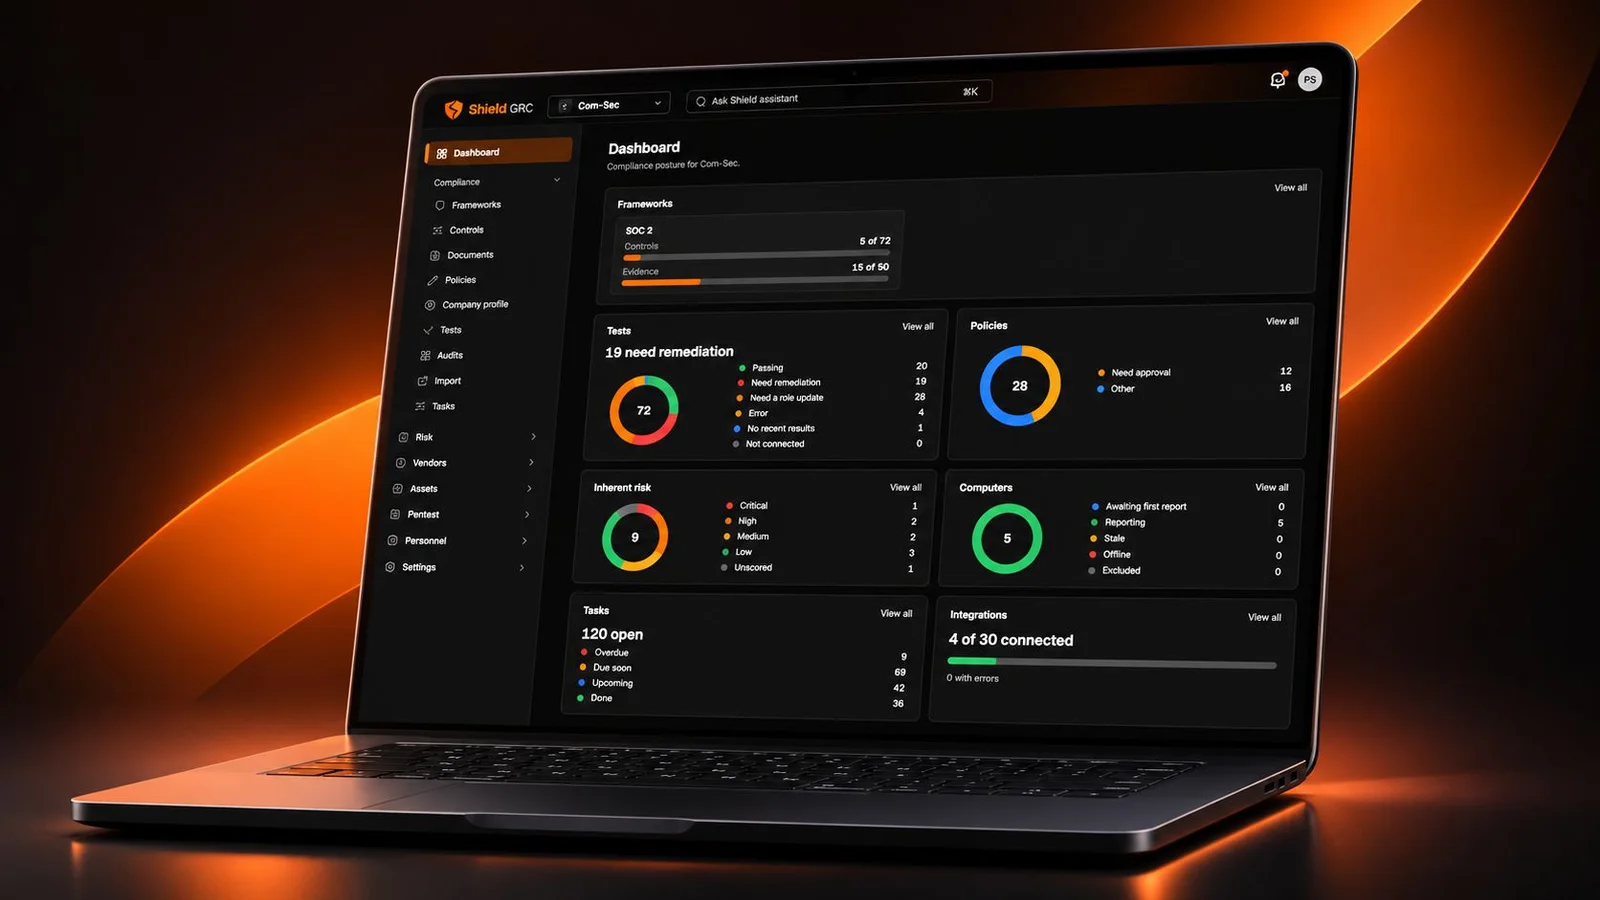 Shield GRC
Com-Sec
Ask Shield assistant
⌘K
PS
Dashboard
Compliance
Frameworks
Controls
Documents
Policies
Company profile
Tests
Audits
Import
Tasks
Risk
Vendors
Assets
Pentest
Personnel
Settings
Dashboard
Compliance posture for Com-Sec.
Frameworks
View all
SOC 2
Controls 5 of 72
Evidence 15 of 50
Tests
View all
19 need remediation
72
Passing 20
Need remediation 19
Need a role update 28
Error 4
No recent results 1
Not connected 0
Policies
View all
28
Need approval 12
Other 16
Inherent risk
View all
9
Critical 1
High 2
Medium 2
Low 3
Unscored 1
Computers
View all
5
Awaiting first report 0
Reporting 5
Stale 0
Offline 0
Excluded 0
Tasks
View all
120 open
Overdue 9
Due soon 69
Upcoming 42
Done 36
Integrations
View all
4 of 30 connected
0 with errors